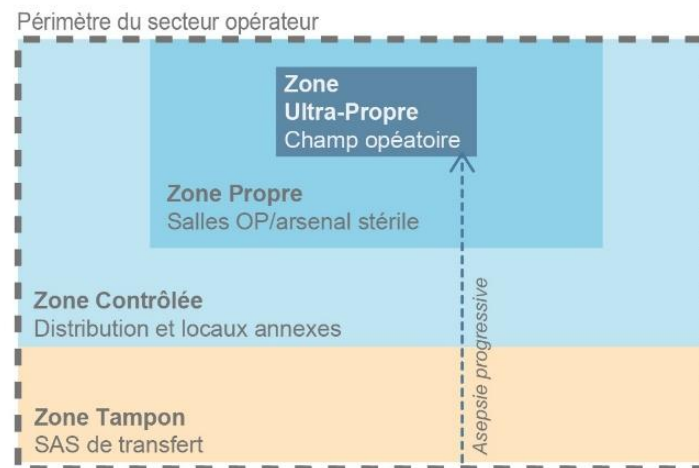 Périmètre du secteur opérateur
Zone
Ultra-Propre
Champ opéatoire
Zone Propre
Salles OP/arsenal stérile
Zone Contrôlée
Distribution et locaux annexes
Asepsie progressive
Zone Tampon
SAS de transfert